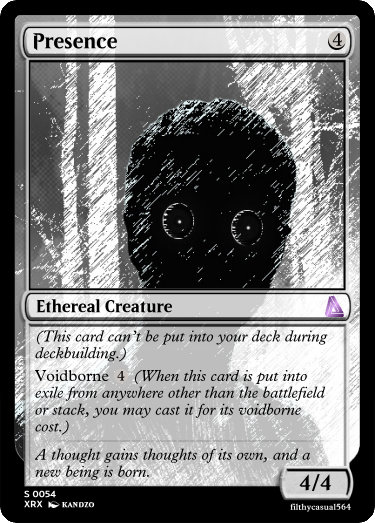 Presence 4
Ethereal Creature
(This card can't be put into your deck during
deckbuilding.)
Voidborne 4 (When this card is put into
exile from anywhere other than the battlefield
or stack, you may cast it for its voidborne
cost.)
A thought gains thoughts of its own, and a
new being is born.
4/4
S 0054
XRX KANDZO
filthycasual564